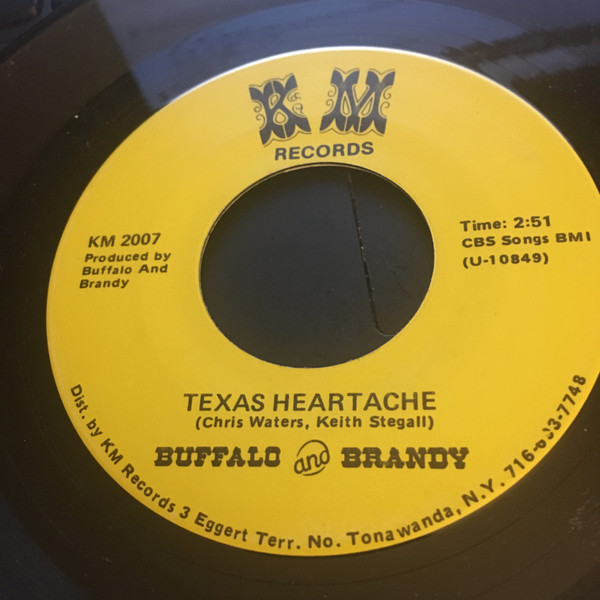 K M
RECORDS
KM 2007
Produced by
Buffalo And
Brandy
Time: 2:51
CBS Songs BMI
(U-10849)
TEXAS HEARTACHE
(Chris Waters, Keith Stegall)
BUFFALO and BRANDY
Dist. by KM Records 3 Eggert Terr. No. Tonawanda, N.Y.